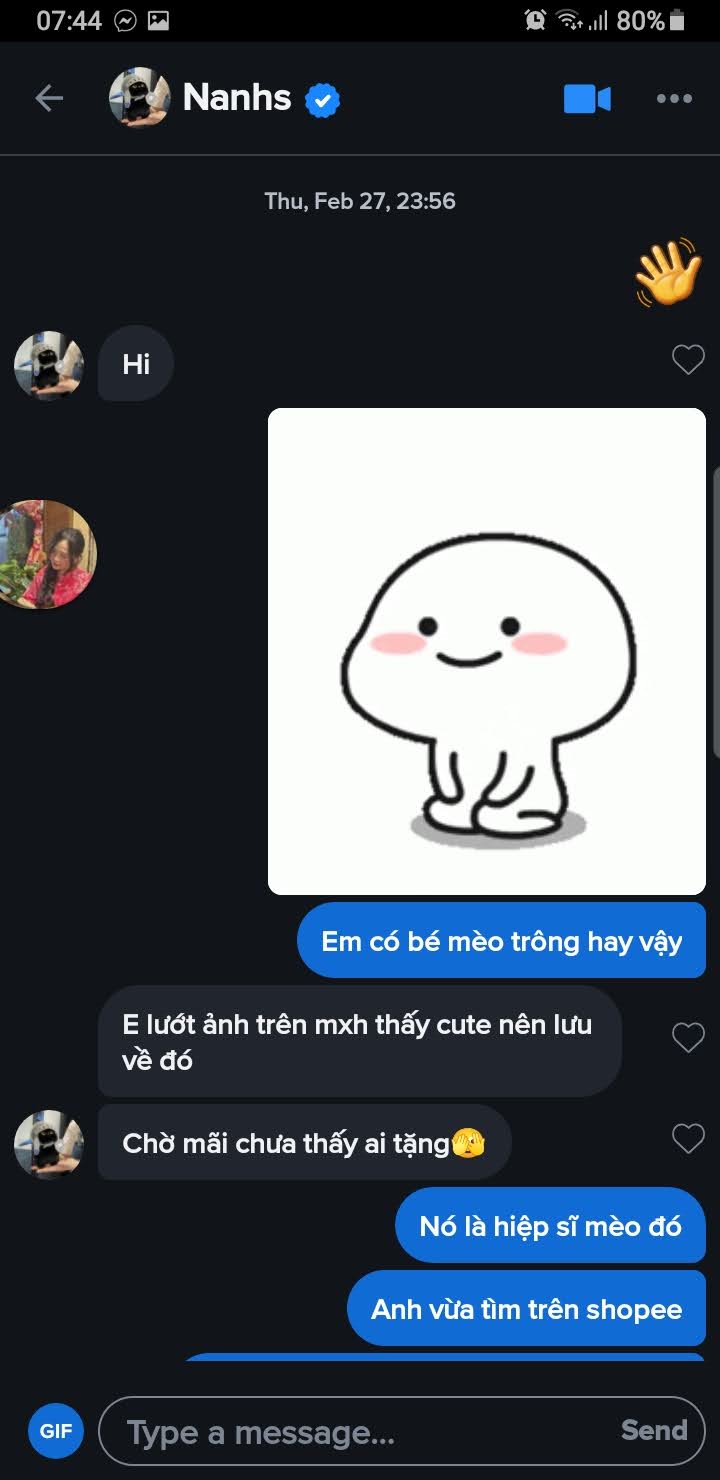 07:44
80%
Nanhs
Thu, Feb 27, 23:56
Hi
Em có bé mèo trông hay vậy
E lướt ảnh trên mxh thấy cute nên lưu
về đó
Chờ mãi chưa thấy ai tặng🫣
Nó là hiệp sĩ mèo đó
Anh vừa tìm trên shopee
GIF
Type a message...
Send